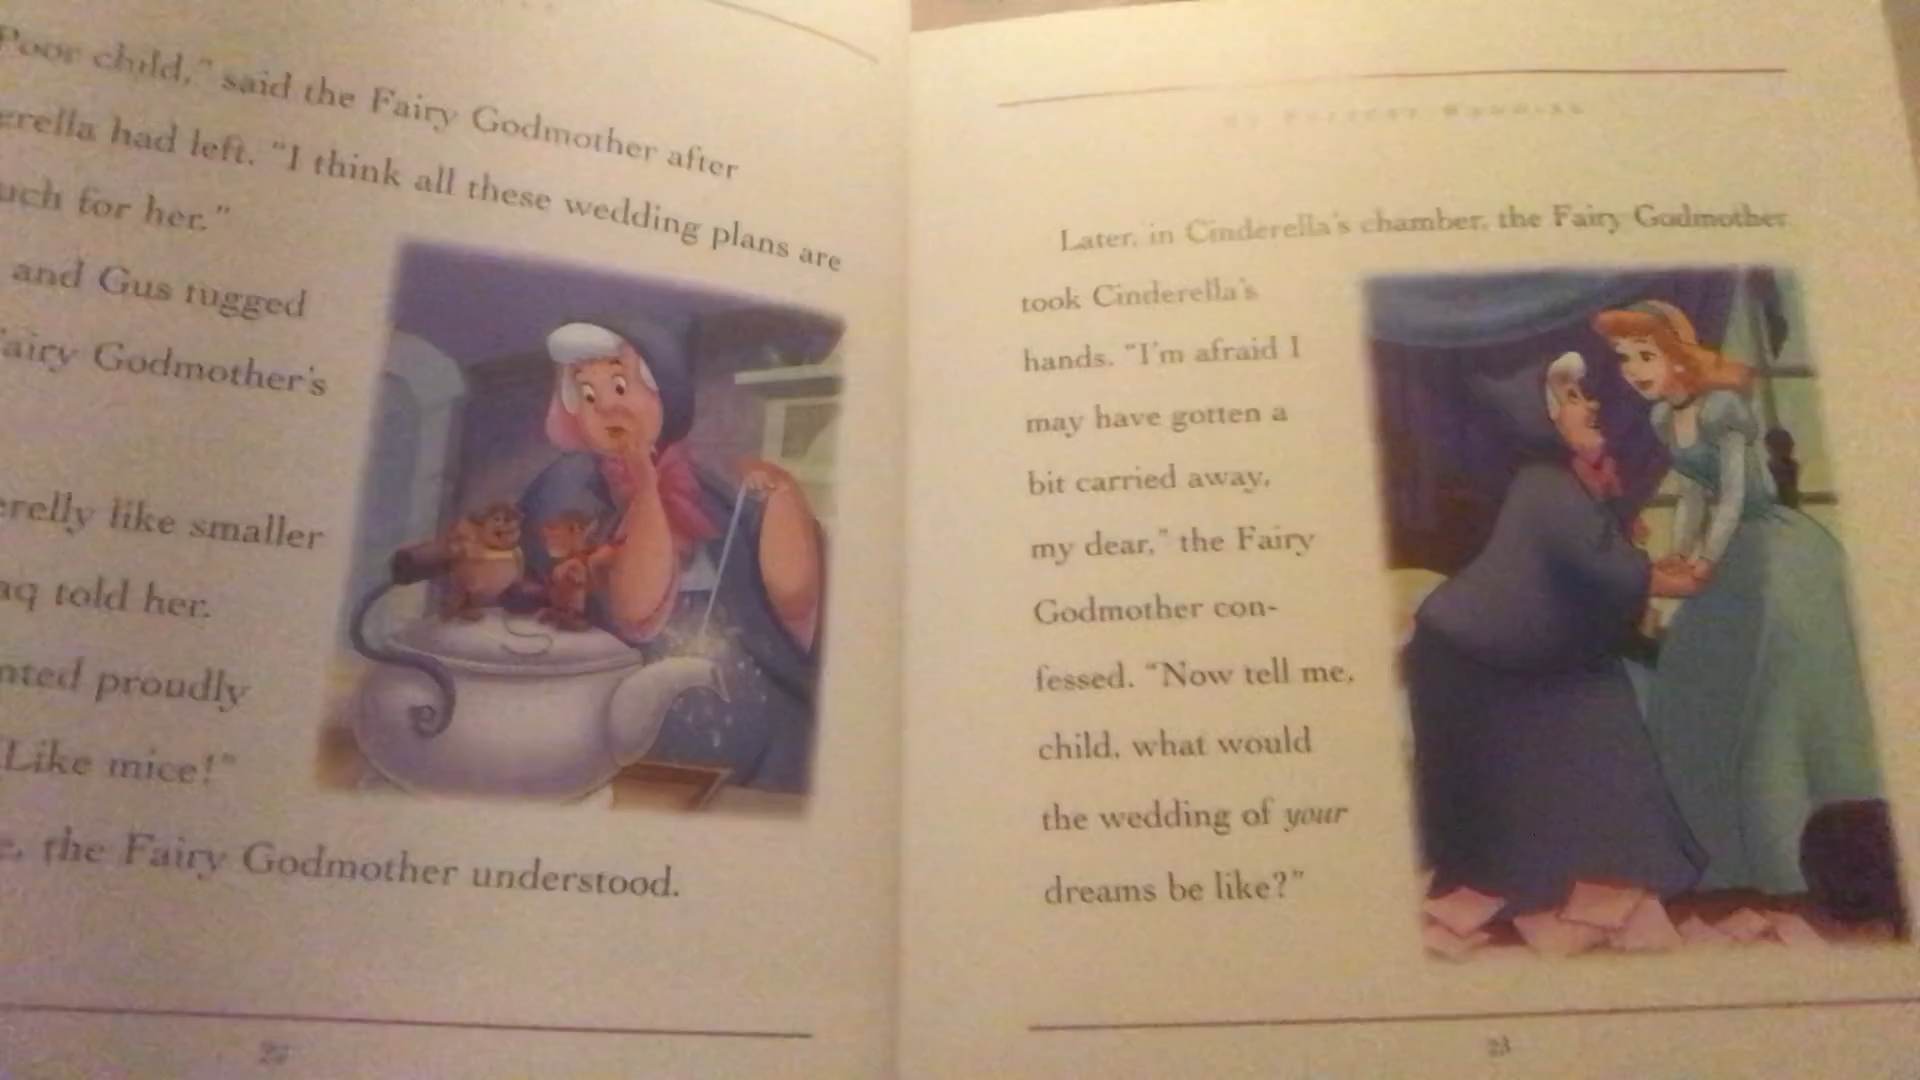 Poor child," said the Fairy Godmother after
erella had left. "I think all these wedding plans are
uch for her."
and Gus tugged
Fairy Godmother's
erelly like smaller
aq told her.
nted proudly
"Like mice!"
e, the Fairy Godmother understood.
Later, in Cinderella's chamber, the Fairy Godmother
took Cinderella's
hands. "I'm afraid I
may have gotten a
bit carried away,
my dear," the Fairy
Godmother con-
fessed. "Now tell me,
child, what would
the wedding of your
dreams be like?"
23